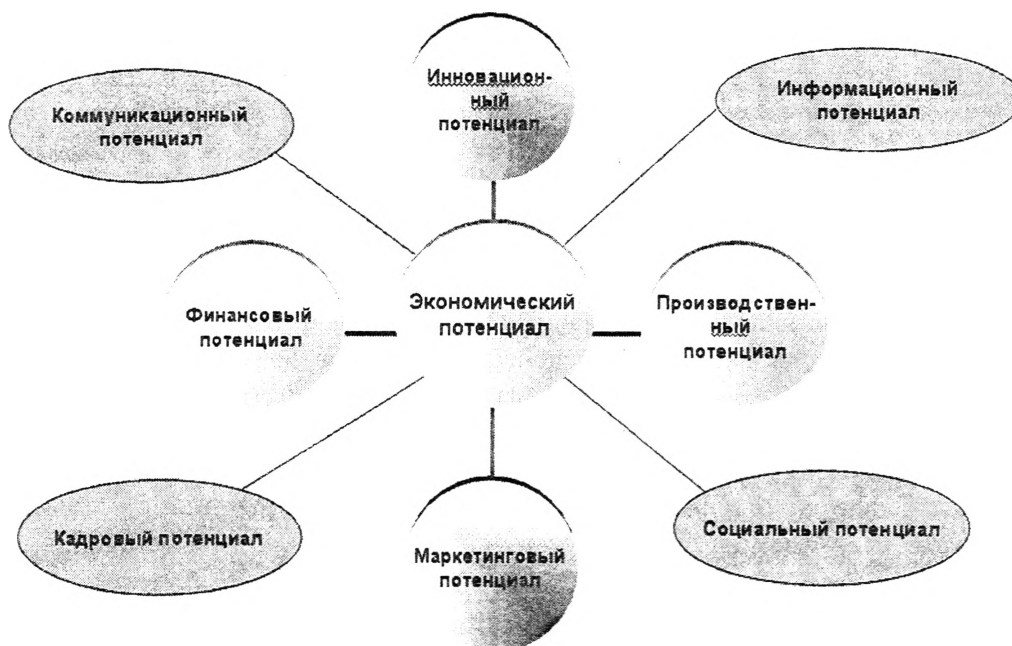 Инновацион-
ный
потенциал
Коммуникационный
потенциал
Информационный
потенциал
Финансовый
потенциал
Экономический
потенциал
Производствен-
ный
потенциал
Кадровый потенциал
Маркетинговый
потенциал
Социальный потенциал